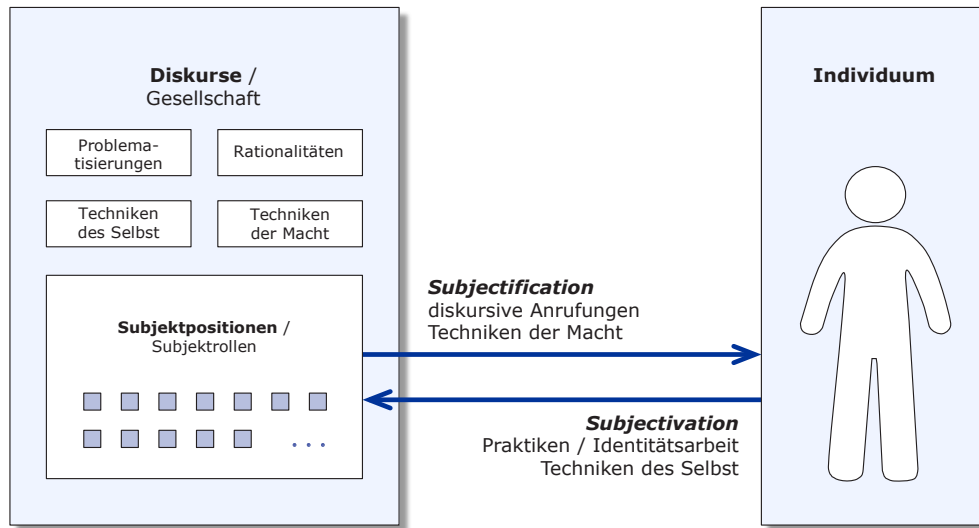 Diskurse /
Gesellschaft
Problema-
tisierungen
Rationalitäten
Techniken
des Selbst
Techniken
der Macht
Subjektpositionen /
Subjektrollen
. . .
Subjectification
diskursive Anrufungen
Techniken der Macht
Subjectivation
Praktiken / Identitätsarbeit
Techniken des Selbst
Individuum